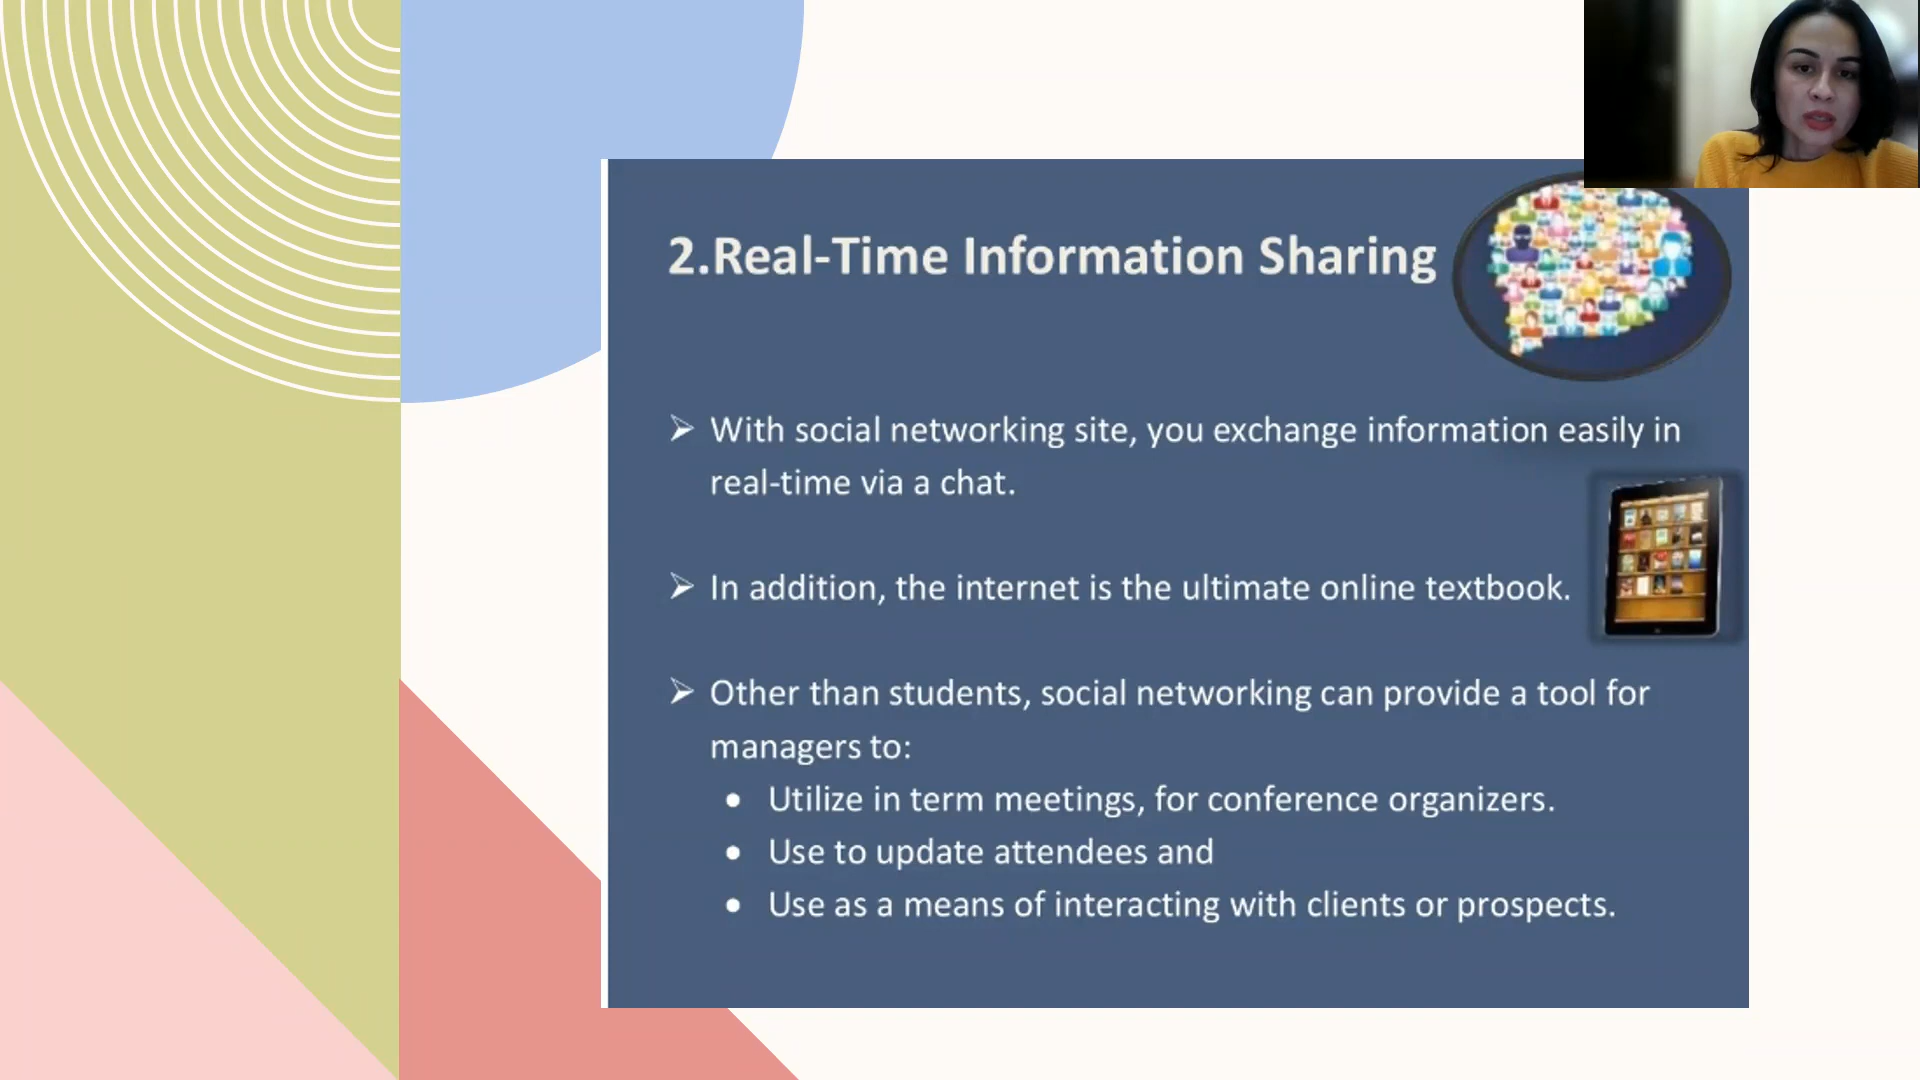 2.Real-Time Information Sharing
➢ With social networking site, you exchange information easily in
real-time via a chat.
➢ In addition, the internet is the ultimate online textbook.
➢ Other than students, social networking can provide a tool for
managers to:
• Utilize in term meetings, for conference organizers.
• Use to update attendees and
• Use as a means of interacting with clients or prospects.